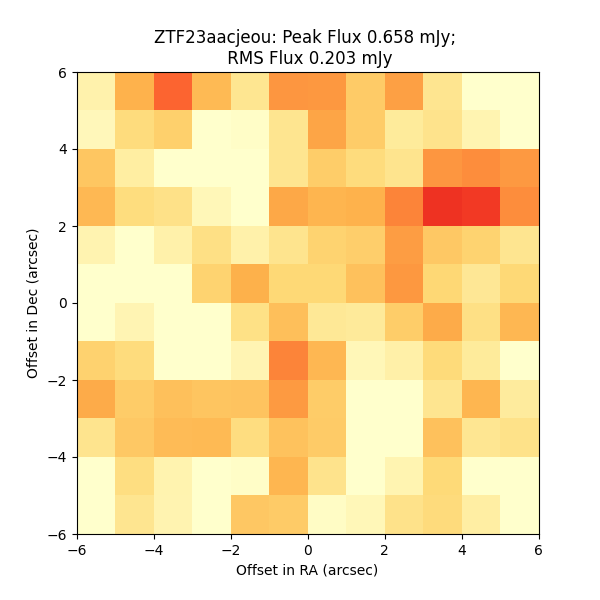 ZTF23aacjeou: Peak Flux 0.658 mJy;
RMS Flux 0.203 mJy
6
4
2
0
−2
−4
−6
Offset in Dec (arcsec)
−6 −4 −2 0 2 4 6
Offset in RA (arcsec)